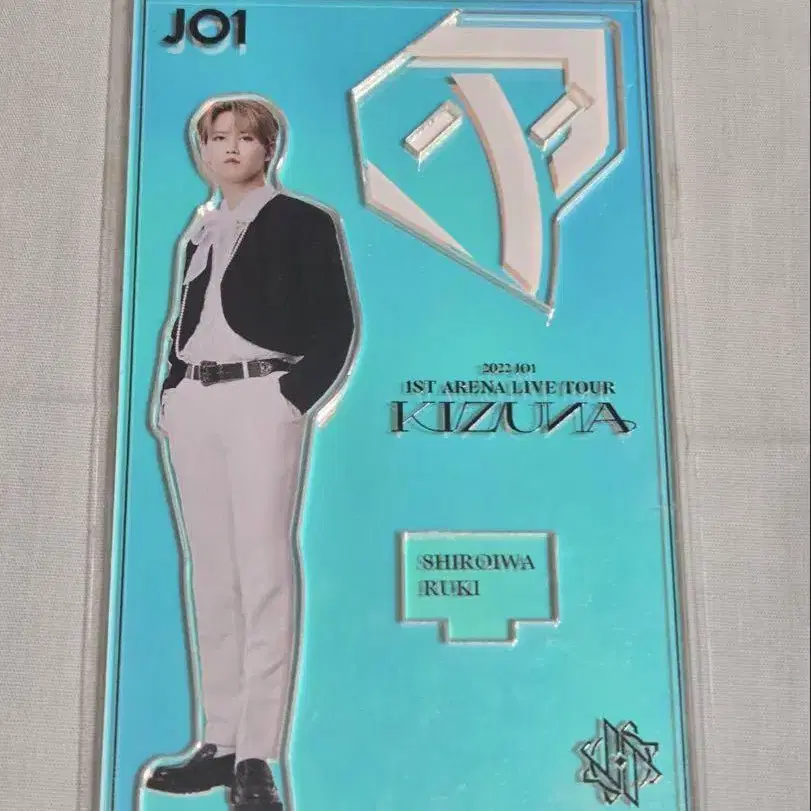 JO1
2022 JO1
1ST ARENA LIVE TOUR
KIZUNA
SHIROIWA
RUKI